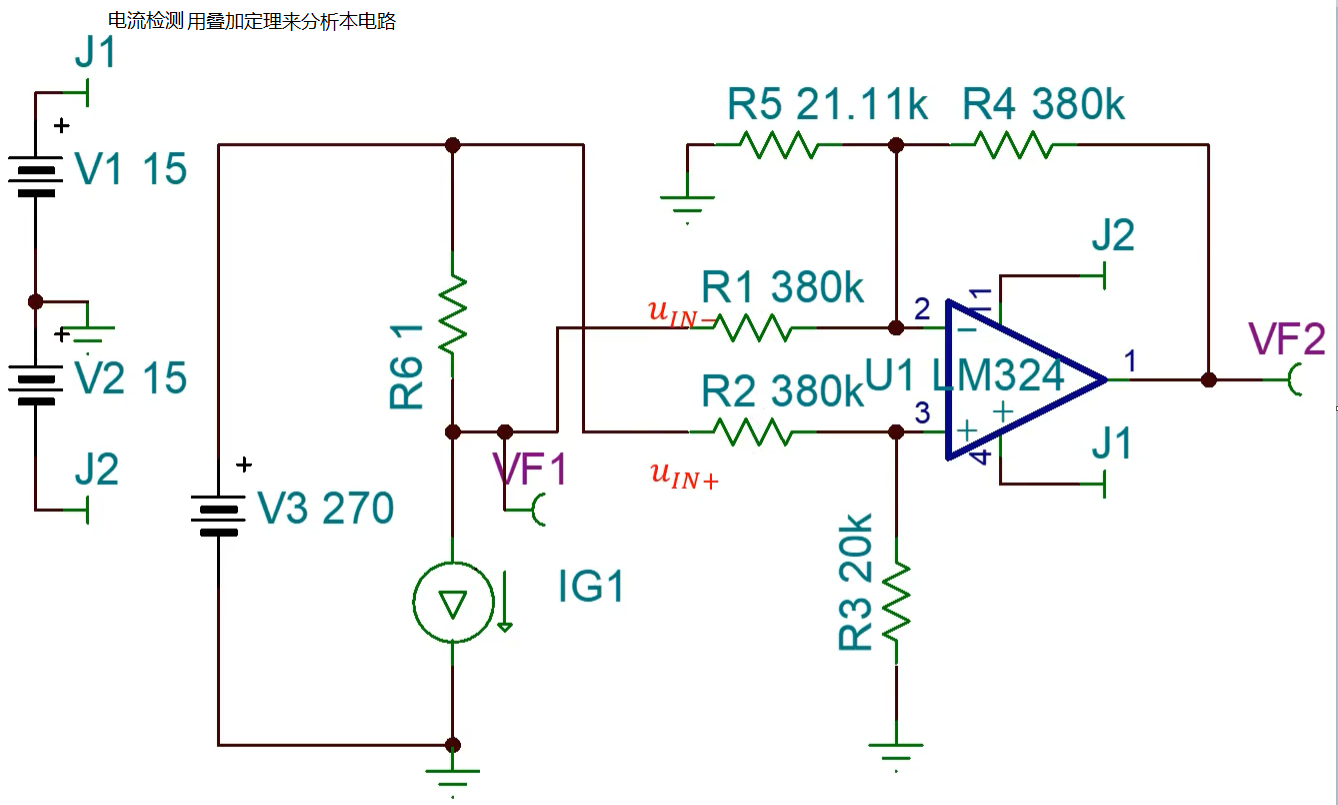 电流检测用叠加定理来分析本电路
J1
+
V1 15
+
V2 15
J2
+
V3 270
R6 1
VF1
IG1
R5 21.11k
R4 380k
R1 380k
u_IN−
R2 380k
u_IN+
R3 20k
2
3
−
+
+
11
4
1
U1 LM324
J2
J1
VF2